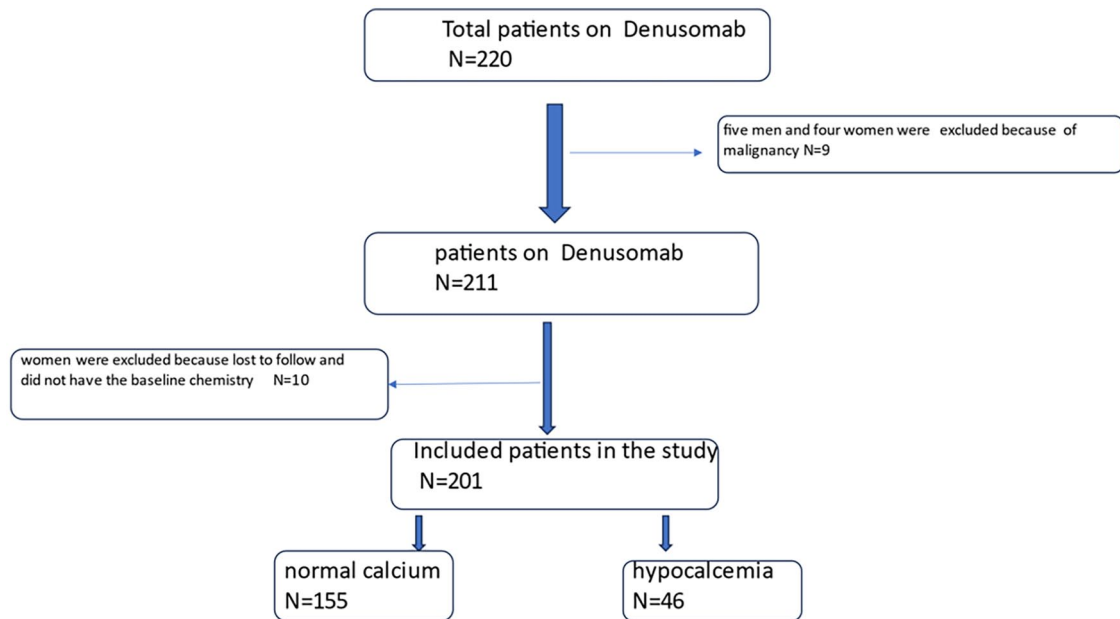 Total patients on Denusomab
N=220
five men and four women were excluded because of
malignancy N=9
patients on Denusomab
N=211
women were excluded because lost to follow and
did not have the baseline chemistry N=10
Included patients in the study
N=201
normal calcium
N=155
hypocalcemia
N=46